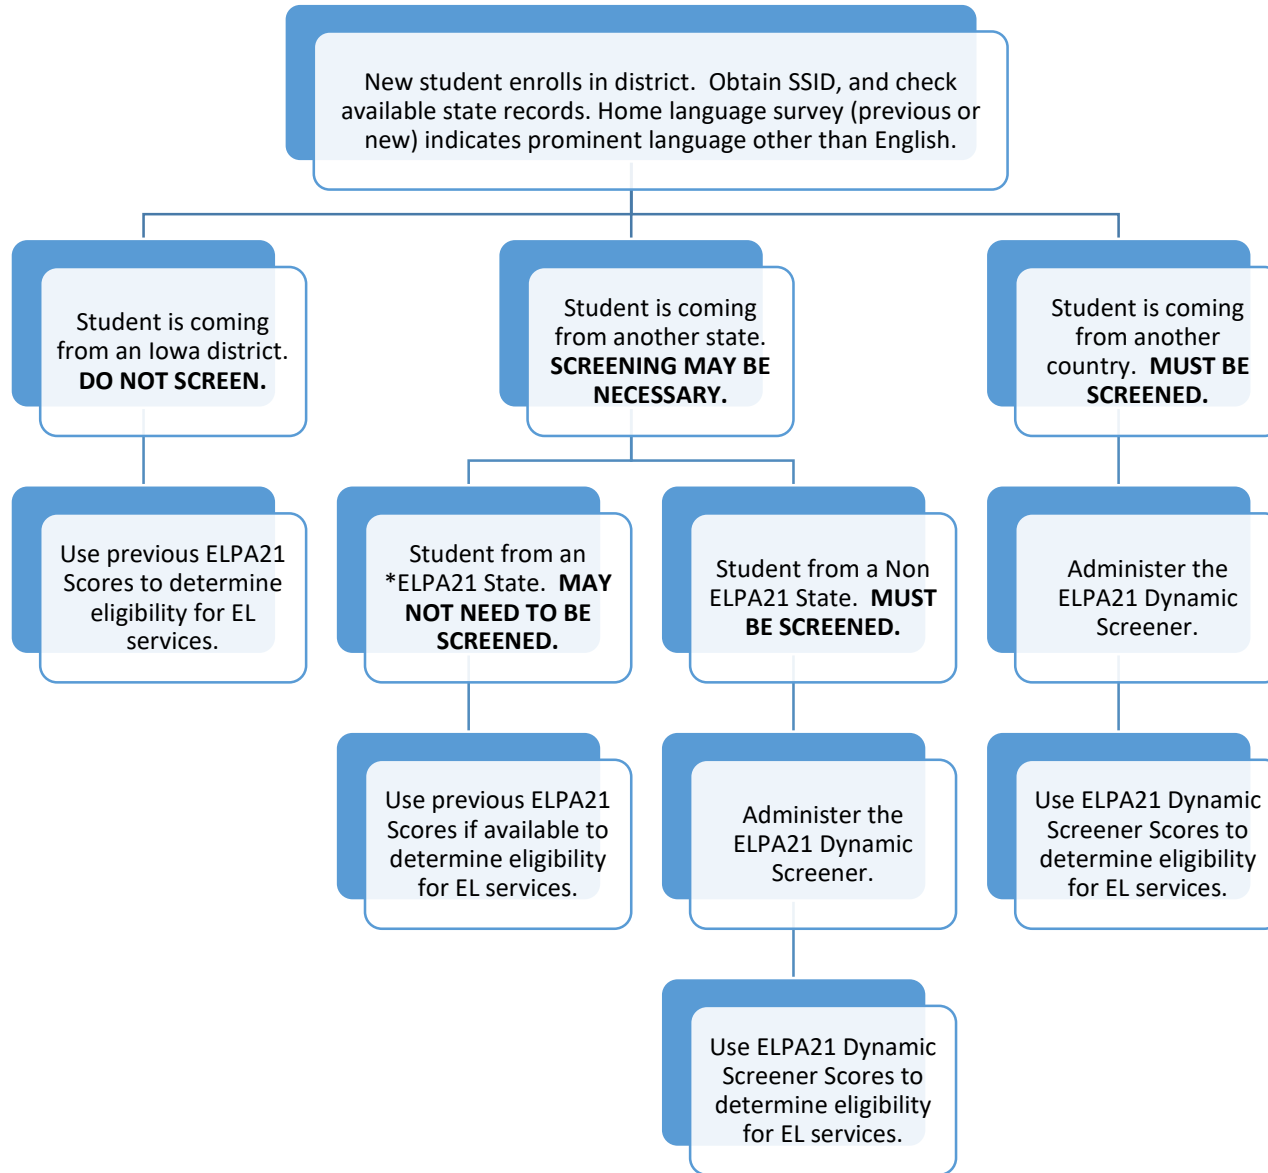 New student enrolls in district.  Obtain SSID, and check
available state records. Home language survey (previous or
new) indicates prominent language other than English.
Student is coming
from an Iowa district.
DO NOT SCREEN.
Student is coming
from another state.
SCREENING MAY BE
NECESSARY.
Student is coming
from another
country.  MUST BE
SCREENED.
Use previous ELPA21
Scores to determine
eligibility for EL
services.
Student from an
*ELPA21 State.  MAY
NOT NEED TO BE
SCREENED.
Student from a Non
ELPA21 State.  MUST
BE SCREENED.
Administer the
ELPA21 Dynamic
Screener.
Use previous ELPA21
Scores if available to
determine eligibility
for EL services.
Administer the
ELPA21 Dynamic
Screener.
Use ELPA21 Dynamic
Screener Scores to
determine eligibility
for EL services.
Use ELPA21 Dynamic
Screener Scores to
determine eligibility
for EL services.